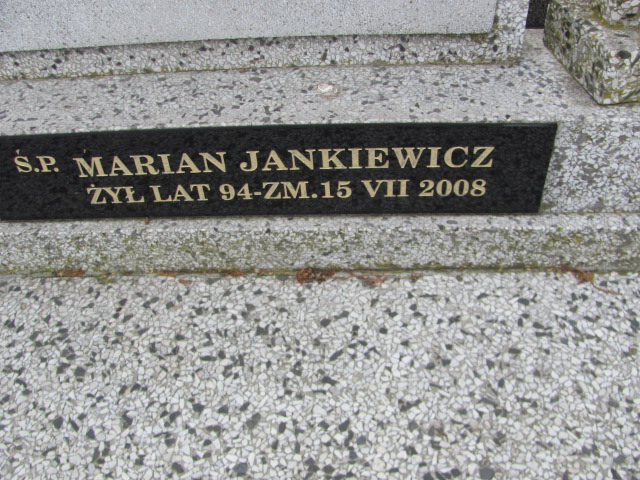 Ś.P. MARIAN JANKIEWICZ
ŻYŁ LAT 94-ZM.15 VII 2008